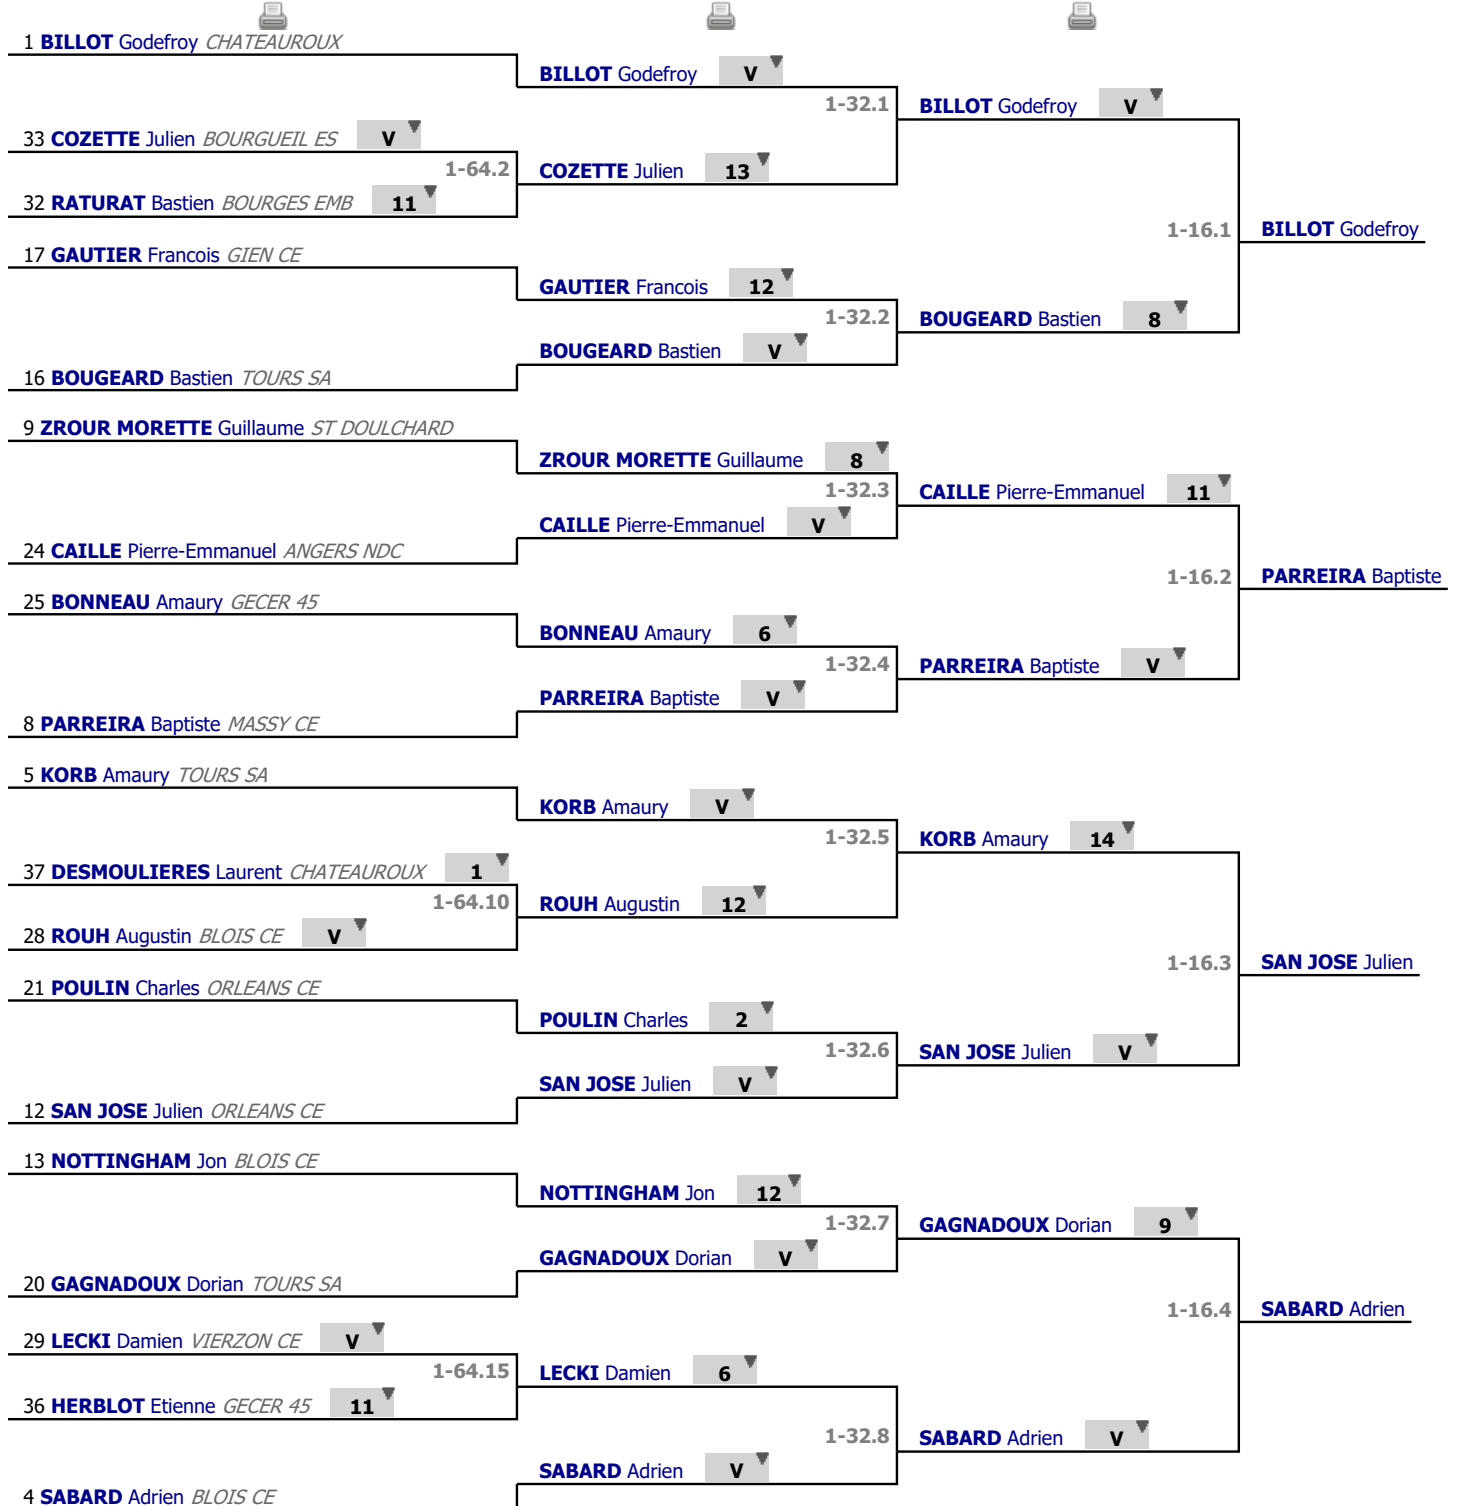 1 BILLOT Godefroy CHATEAUROUX
BILLOT Godefroy V
1-32.1
BILLOT Godefroy V
33 COZETTE Julien BOURGUEIL ES V
1-64.2
COZETTE Julien 13
32 RATURAT Bastien BOURGES EMB 11
1-16.1
BILLOT Godefroy
17 GAUTIER Francois GIEN CE
GAUTIER Francois 12
1-32.2
BOUGEARD Bastien 8
BOUGEARD Bastien V
16 BOUGEARD Bastien TOURS SA
9 ZROUR MORETTE Guillaume ST DOULCHARD
ZROUR MORETTE Guillaume 8
1-32.3
CAILLE Pierre-Emmanuel 11
CAILLE Pierre-Emmanuel V
24 CAILLE Pierre-Emmanuel ANGERS NDC
1-16.2
PARREIRA Baptiste
25 BONNEAU Amaury GECER 45
BONNEAU Amaury 6
1-32.4
PARREIRA Baptiste V
PARREIRA Baptiste V
8 PARREIRA Baptiste MASSY CE
5 KORB Amaury TOURS SA
KORB Amaury V
1-32.5
KORB Amaury 14
37 DESMOULIERES Laurent CHATEAUROUX 1
1-64.10
ROUH Augustin 12
28 ROUH Augustin BLOIS CE V
1-16.3
SAN JOSE Julien
21 POULIN Charles ORLEANS CE
POULIN Charles 2
1-32.6
SAN JOSE Julien V
SAN JOSE Julien V
12 SAN JOSE Julien ORLEANS CE
13 NOTTINGHAM Jon BLOIS CE
NOTTINGHAM Jon 12
1-32.7
GAGNADOUX Dorian 9
GAGNADOUX Dorian V
20 GAGNADOUX Dorian TOURS SA
1-16.4
SABARD Adrien
29 LECKI Damien VIERZON CE V
1-64.15
LECKI Damien 6
36 HERBLOT Etienne GECER 45 11
1-32.8
SABARD Adrien V
SABARD Adrien V
4 SABARD Adrien BLOIS CE